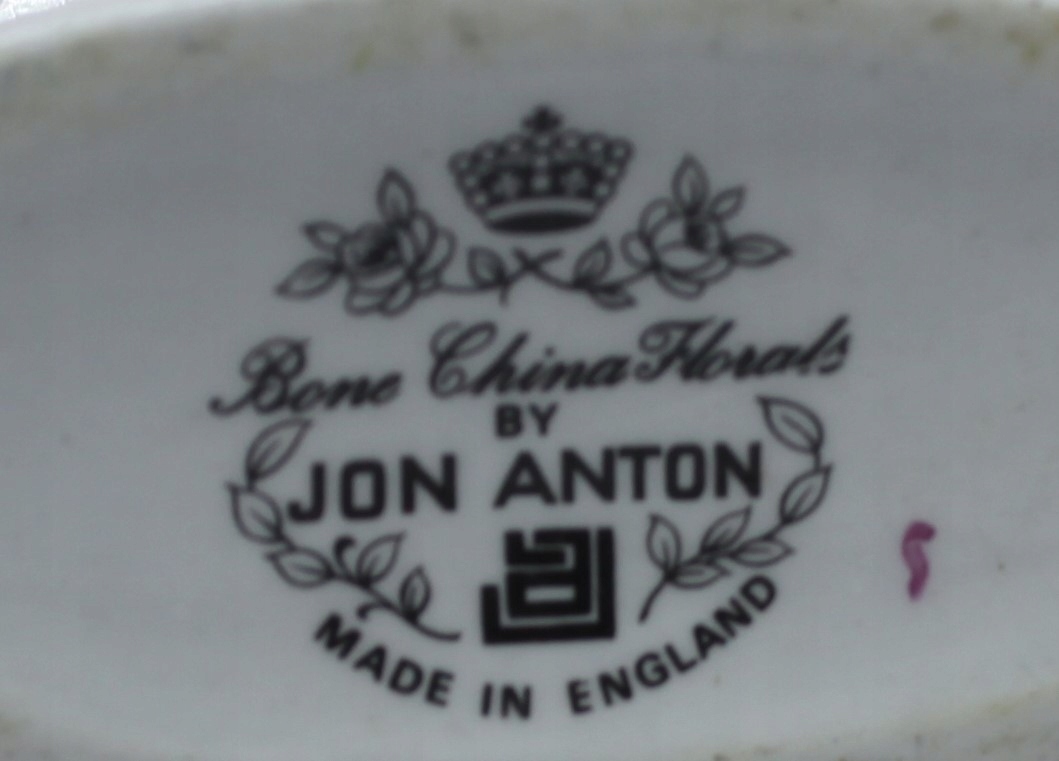 Bone China Florals
BY
JON ANTON
MADE IN ENGLAND